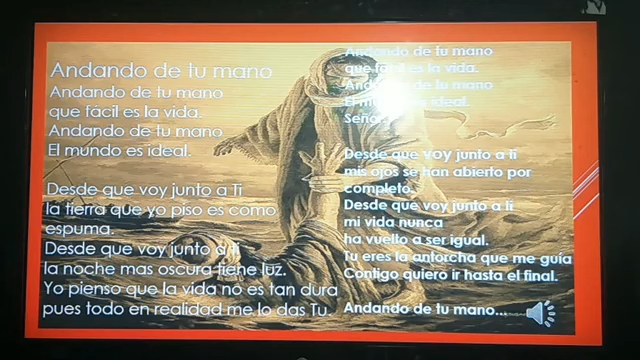 Andando de tu mano
Andando de tu mano
que fácil es la vida.
Andando de tu mano
El mundo es ideal.
Desde que voy junto a Ti
la tierra que yo piso es como
espuma.
Desde que voy junto a ti
la noche mas oscura tiene luz.
Yo pienso que la vida no es tan dura
pues todo en realidad me lo das Tu.
Andando de tu mano
que fácil es la vida.
Andando de tu mano
El mundo es ideal.
Señor
Desde que voy junto a ti
mis ojos se han abierto por
completo.
Desde que voy junto a ti
mi vida nunca
ha vuelto a ser igual.
Tu eres la antorcha que me guía
Contigo quiero ir hasta el final.
Andando de tu mano...